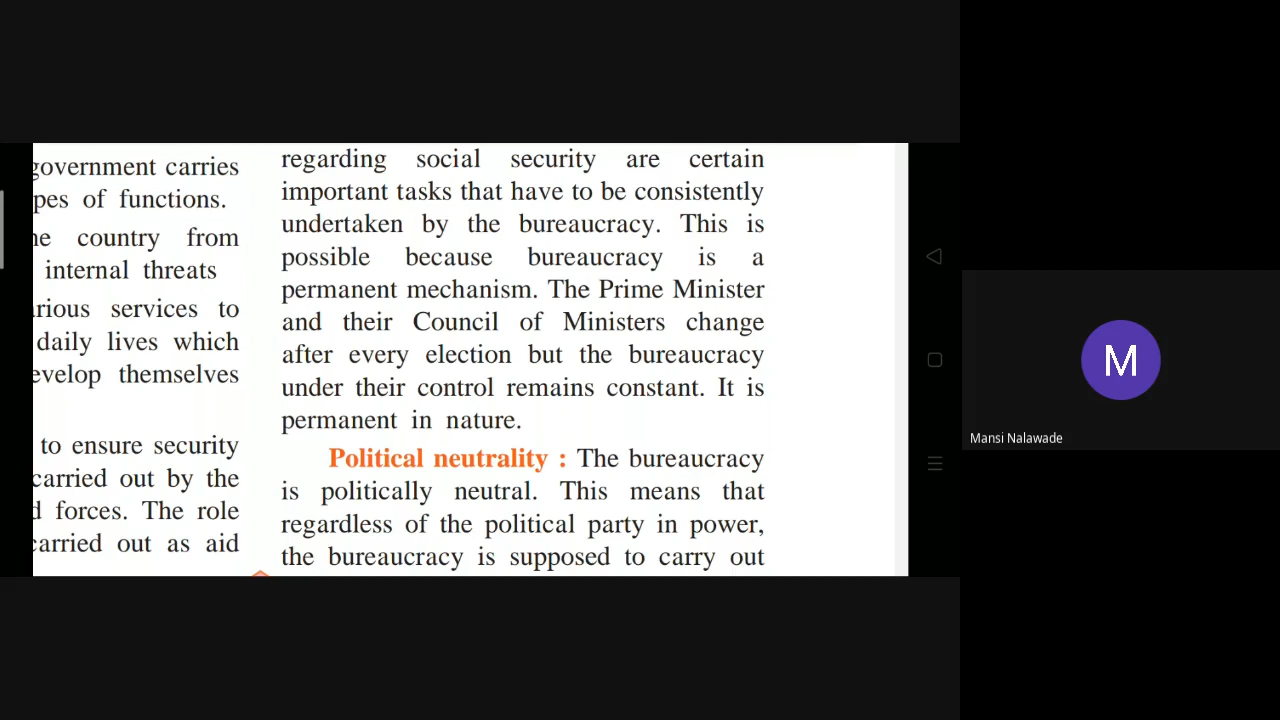 government carries
pes of functions.
he country from
internal threats
arious services to
daily lives which
evelop themselves
to ensure security
carried out by the
d forces. The role
carried out as aid
regarding social security are certain
important tasks that have to be consistently
undertaken by the bureaucracy. This is
possible because bureaucracy is a
permanent mechanism. The Prime Minister
and their Council of Ministers change
after every election but the bureaucracy
under their control remains constant. It is
permanent in nature.
Political neutrality : The bureaucracy
is politically neutral. This means that
regardless of the political party in power,
the bureaucracy is supposed to carry out
M
Mansi Nalawade